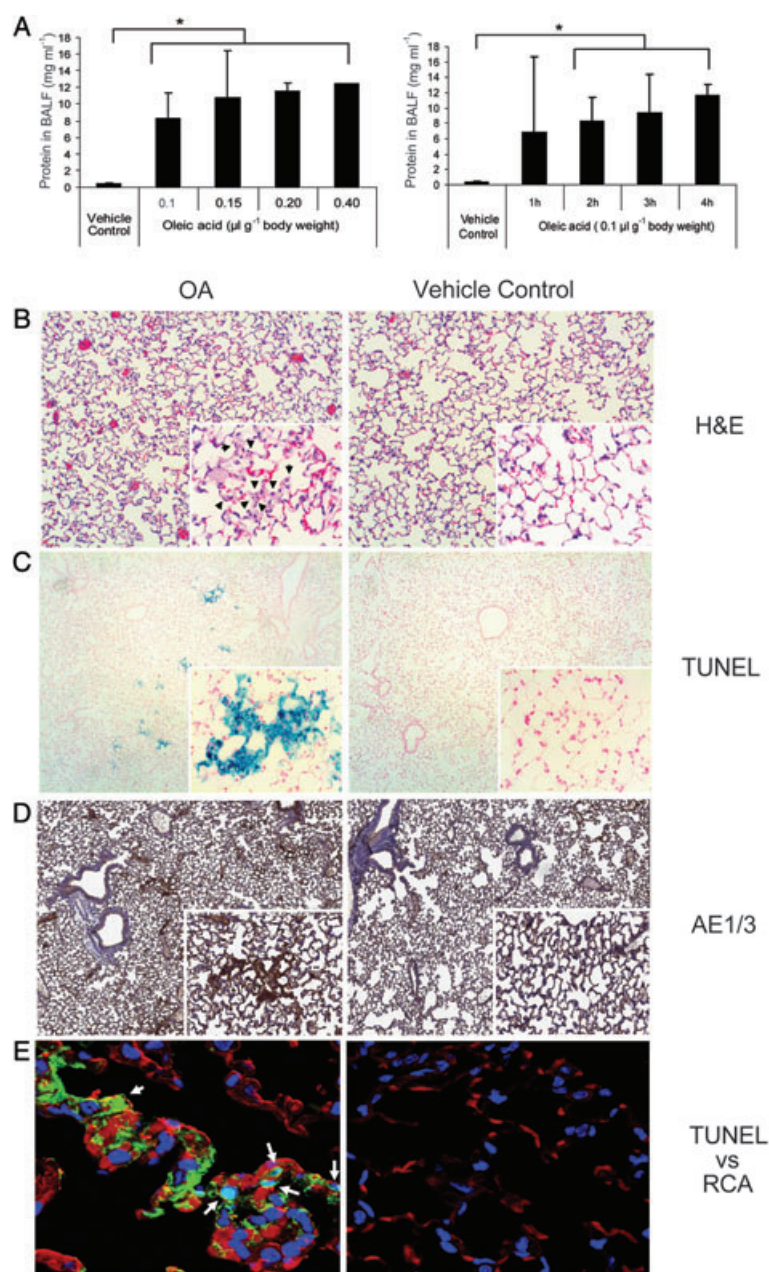 A
*
Protein in BALF (mg ml⁻¹)
18
16
14
12
10
8
6
4
2
0
Vehicle Control
0.1
0.15
0.20
0.40
Oleic acid (µl g⁻¹ body weight)
*
Protein in BALF (mg ml⁻¹)
18
16
14
12
10
8
6
4
2
0
Vehicle Control
1h
2h
3h
4h
Oleic acid ( 0.1 µl g⁻¹ body weight)
OA
Vehicle Control
B
H&E
C
TUNEL
D
AE1/3
E
TUNEL
vs
RCA